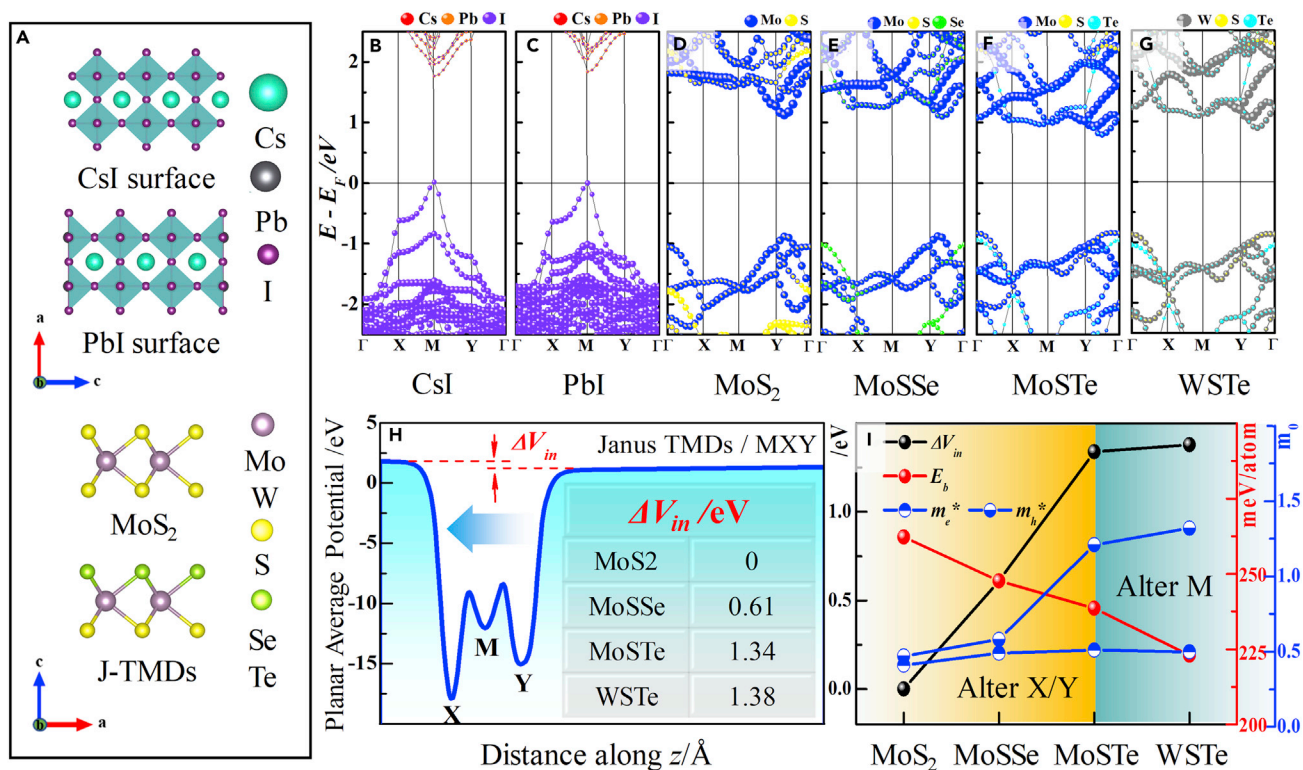 A
Cs
CsI surface
Pb
I
PbI surface
a
b
c
Mo
W
MoS2
S
Se
J-TMDs
Te
c
b
a
Cs Pb I
Cs Pb I
Mo S
Mo S Se
Mo S Te
W S Te
B
C
D
E
F
G
E - EF/eV
2
1
0
-1
-2
Γ X M Y Γ
Γ X M Y Γ
Γ X M Y Γ
Γ X M Y Γ
Γ X M Y Γ
Γ X M Y Γ
CsI
PbI
MoS2
MoSSe
MoSTe
WSTe
H
Planar Average Potential /eV
5
0
-5
-10
-15
ΔVin
Janus TMDs / MXY
ΔVin /eV
MoS2 0
MoSSe 0.61
MoSTe 1.34
WSTe 1.38
X
M
Y
Distance along z/Å
I
/eV
1.0
0.5
0.0
ΔVin
Eb
me* mh*
Alter X/Y
Alter M
meV/atom
250
225
200
m0
2.0
1.5
1.0
0.5
0.0
MoS2 MoSSe MoSTe WSTe